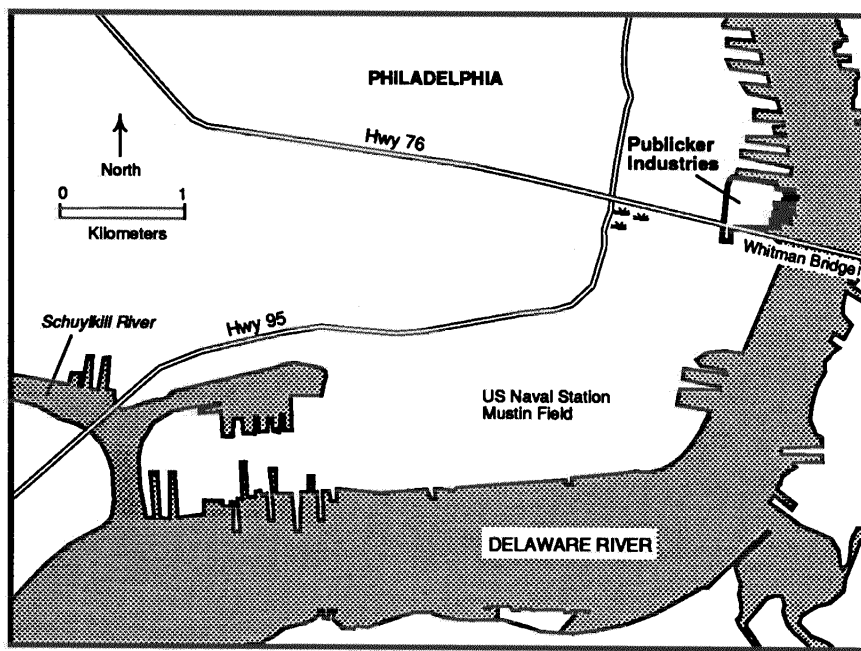 PHILADELPHIA
Hwy 76
Publicker
Industries
North
0 1
Kilometers
Whitman Bridge
Schuylkill River
Hwy 95
US Naval Station
Mustin Field
DELAWARE RIVER